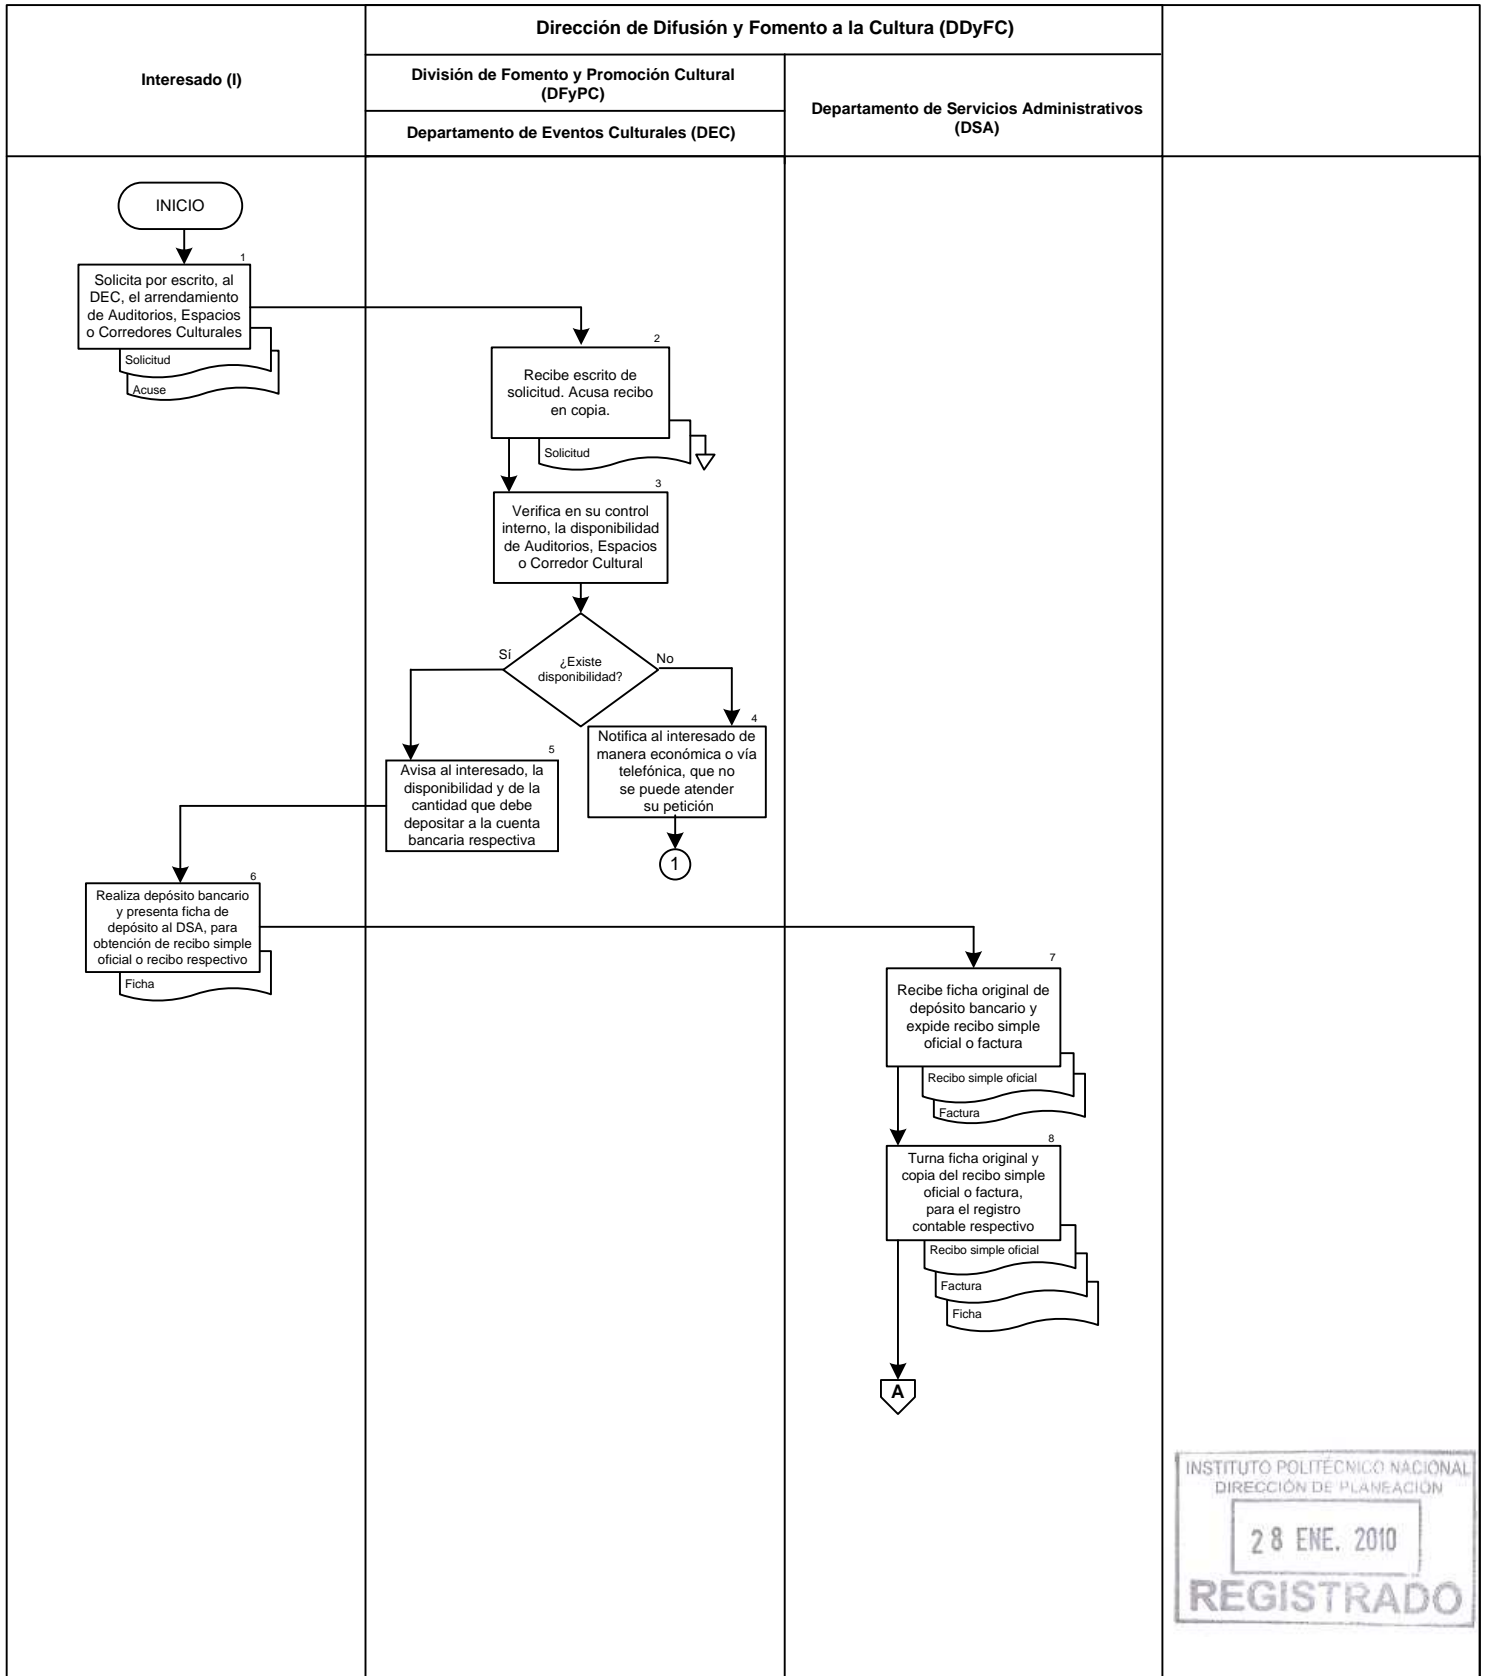 Dirección de Difusión y Fomento a la Cultura (DDyFC)
Interesado (I)
División de Fomento y Promoción Cultural
(DFyPC)
Departamento de Eventos Culturales (DEC)
Departamento de Servicios Administrativos
(DSA)
INICIO
1
Solicita por escrito, al
DEC, el arrendamiento
de Auditorios, Espacios
o Corredores Culturales
Solicitud
Acuse
2
Recibe escrito de
solicitud. Acusa recibo
en copia.
Solicitud
3
Verifica en su control
interno, la disponibilidad
de Auditorios, Espacios
o Corredor Cultural
Sí
¿Existe
disponibilidad?
No
4
Notifica al interesado de
manera económica o vía
telefónica, que no
se puede atender
su petición
1
5
Avisa al interesado, la
disponibilidad y de la
cantidad que debe
depositar a la cuenta
bancaria respectiva
6
Realiza depósito bancario
y presenta ficha de
depósito al DSA, para
obtención de recibo simple
oficial o recibo respectivo
Ficha
7
Recibe ficha original de
depósito bancario y
expide recibo simple
oficial o factura
Recibo simple oficial
Factura
8
Turna ficha original y
copia del recibo simple
oficial o factura,
para el registro
contable respectivo
Recibo simple oficial
Factura
Ficha
A
INSTITUTO POLITÉCNICO NACIONAL
DIRECCIÓN DE PLANEACIÓN
28 ENE. 2010
REGISTRADO